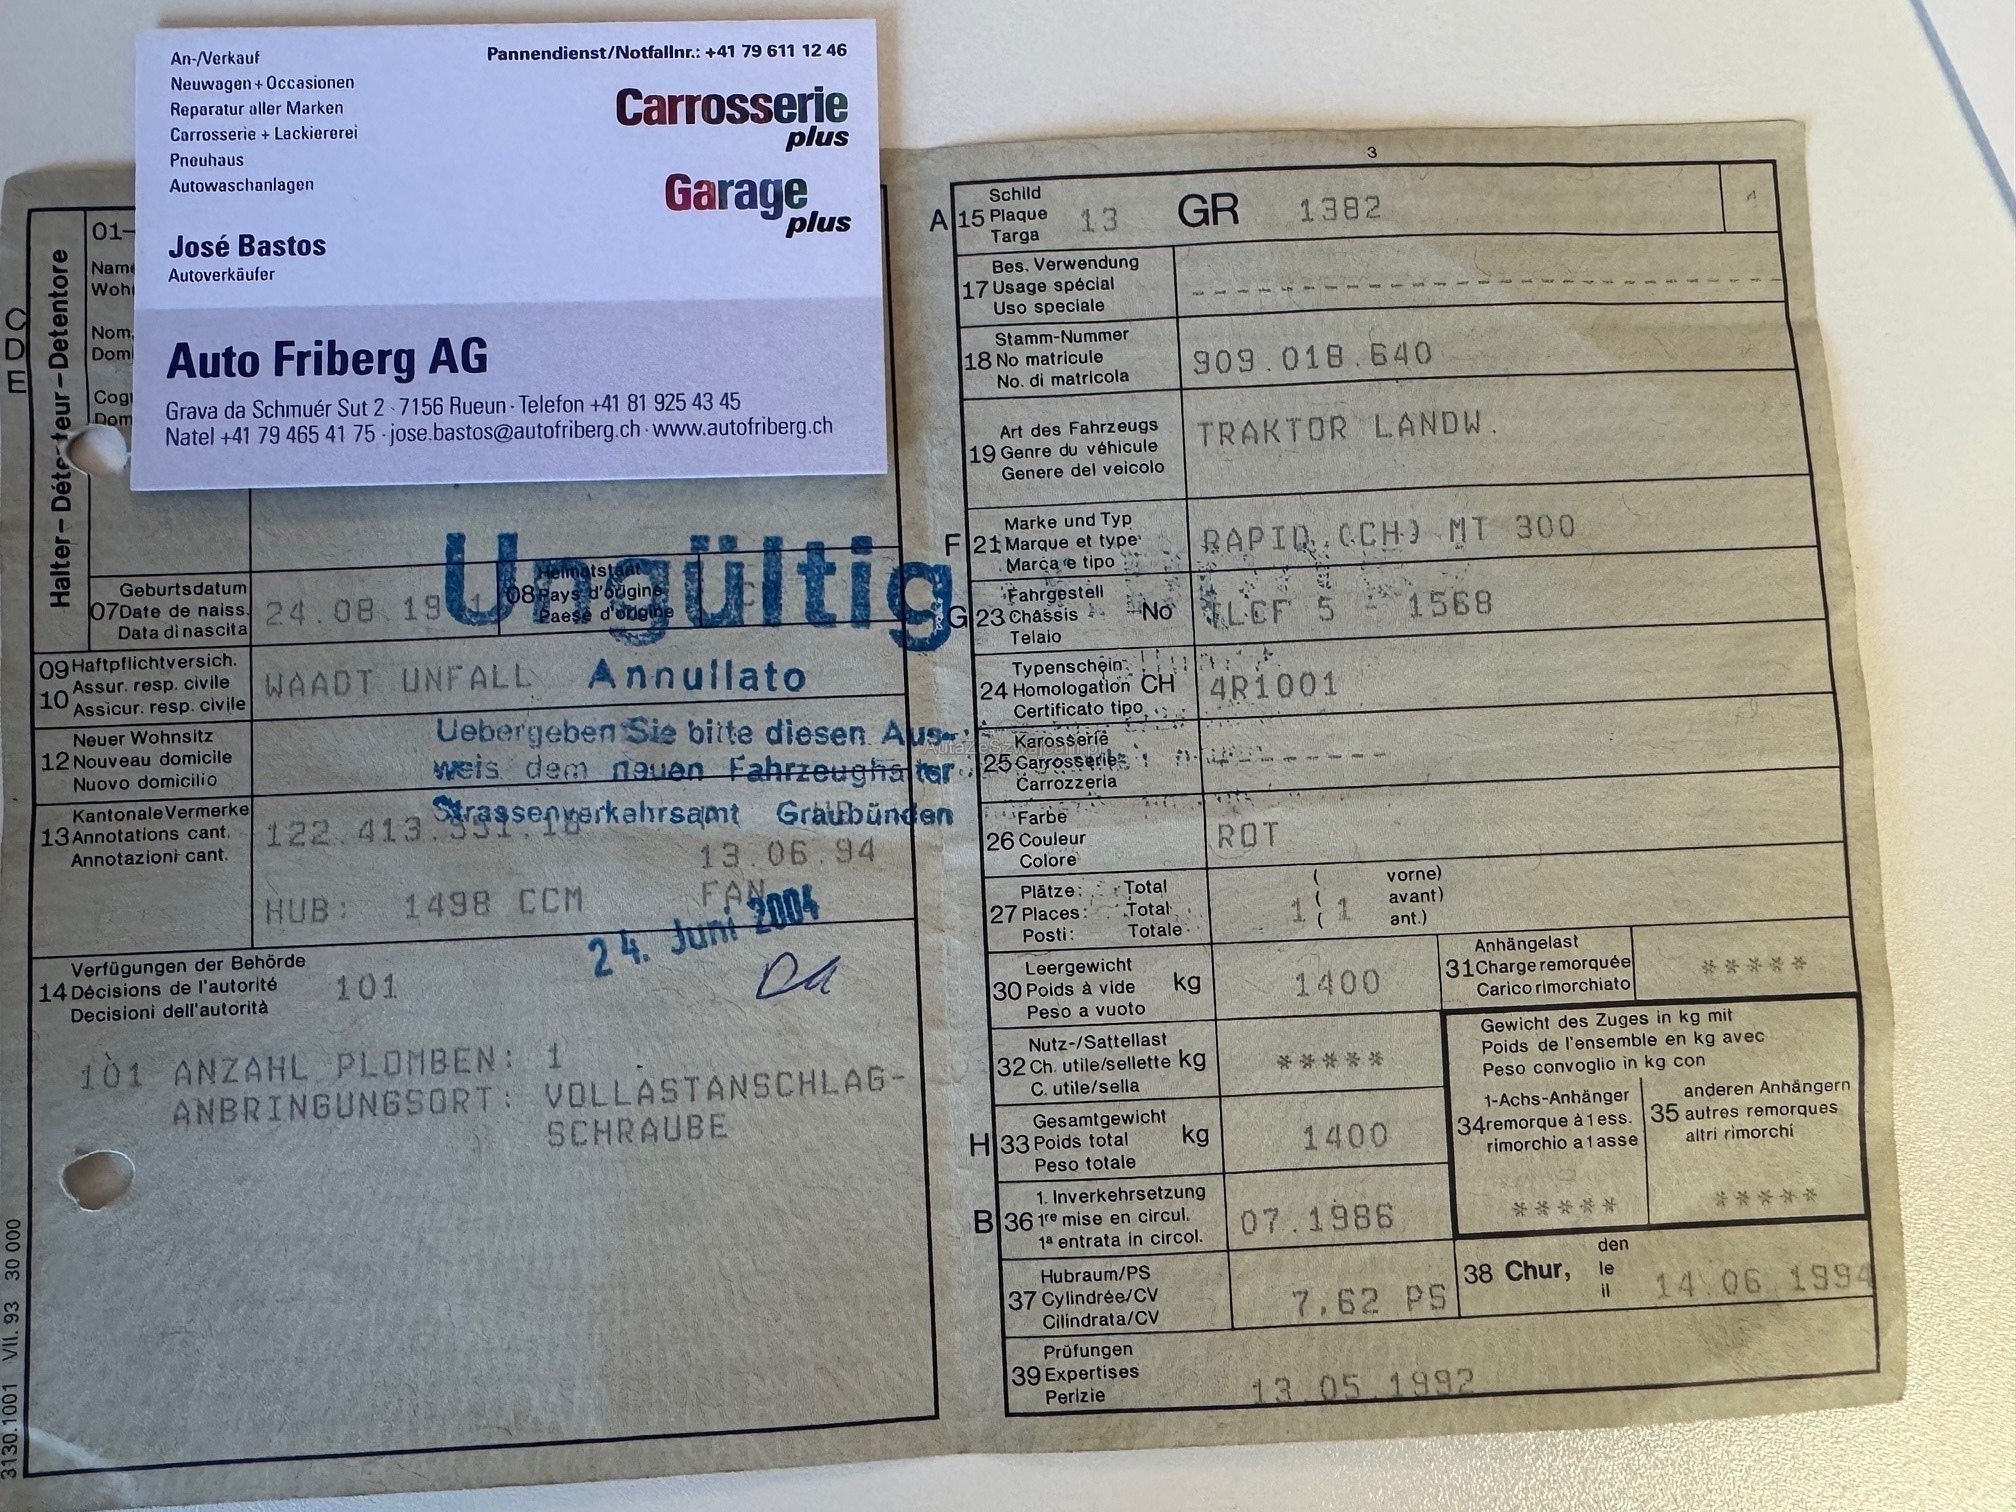 An-/Verkauf
Neuwagen + Occasionen
Reparatur aller Marken
Carrosserie + Lackiererei
Pneuhaus
Autowaschanlagen
Pannendienst/Notfallnr.: +41 79 611 12 46
Carrosserie
plus
Garage
plus
José Bastos
Autoverkäufer
Auto Friberg AG
Grava da Schmuér Sut 2 · 7156 Rueun · Telefon +41 81 925 43 45
Natel +41 79 465 41 75 · jose.bastos@autofriberg.ch · www.autofriberg.ch
C
D
E
Halter – Détenteur – Detentore
01–
Name
Nom,
Geburtsdatum
07 Date de naiss.
Data di nascita
24.08.19
Heimatstaat
08 Pays d'origine
Paese d'origine
Ungültig
09 Haftpflichtversich.
Assur. resp. civile
10 Assicur. resp. civile
WAADT UNFALL
Annullato
Neuer Wohnsitz
12 Nouveau domicile
Nuovo domicilio
Uebergeben Sie bitte diesen Aus-
weis dem neuen Fahrzeughalter
Strassenverkehrsamt Graubünden
Kantonale Vermerke
13 Annotations cant.
Annotazioni cant.
122.413.551.18
13.06.94
HUB: 1498 CCM FAN
24. Juni 2004
Verfügungen der Behörde
14 Décisions de l'autorité
Decisioni dell'autorità
101
101 ANZAHL PLOMBEN: 1
ANBRINGUNGSORT: VOLLASTANSCHLAG-
SCHRAUBE
3130.1001 VII. 93 30 000
3
A
15 Schild
Plaque
Targa
13 GR 1382
Bes. Verwendung
17 Usage spécial
Uso speciale
Stamm-Nummer
18 No matricule
No. di matricola
909.018.640
Art des Fahrzeugs
19 Genre du véhicule
Genere del veicolo
TRAKTOR LANDW.
F
Marke und Typ
21 Marque et type
Marca e tipo
RAPID (CH) MT 300
G
Fahrgestell
23 Châssis No
Telaio
5 - 1568
Typenschein
24 Homologation CH
Certificato tipo
4R1001
AutaZeSzwajcarii.pl
Karosserie
25 Carrosserie
Carrozzeria
--------
Farbe
26 Couleur
Colore
ROT
Plätze: Total
27 Places: Total
Posti: Totale
1 ( 1
( vorne)
( avant)
( ant.)
Leergewicht
30 Poids à vide kg
Peso a vuoto
1400
Anhängelast
31 Charge remorquée
Carico rimorchiato
*****
Nutz-/Sattellast
32 Ch. utile/sellette kg
C. utile/sella
*****
Gewicht des Zuges in kg mit
Poids de l'ensemble en kg avec
Peso convoglio in kg con
1-Achs-Anhänger
34 remorque à 1 ess.
rimorchio a 1 asse
*****
anderen Anhängern
35 autres remorques
altri rimorchi
*****
H
Gesamtgewicht
33 Poids total kg
Peso totale
1400
B
1. Inverkehrsetzung
36 1re mise en circul.
1a entrata in circol.
07.1986
Hubraum/PS
37 Cylindrée/CV
Cilindrata/CV
7.62 PS
38 Chur,
den
le
il
14.06.1994
Prüfungen
39 Expertises
Perizie
13.05.1992